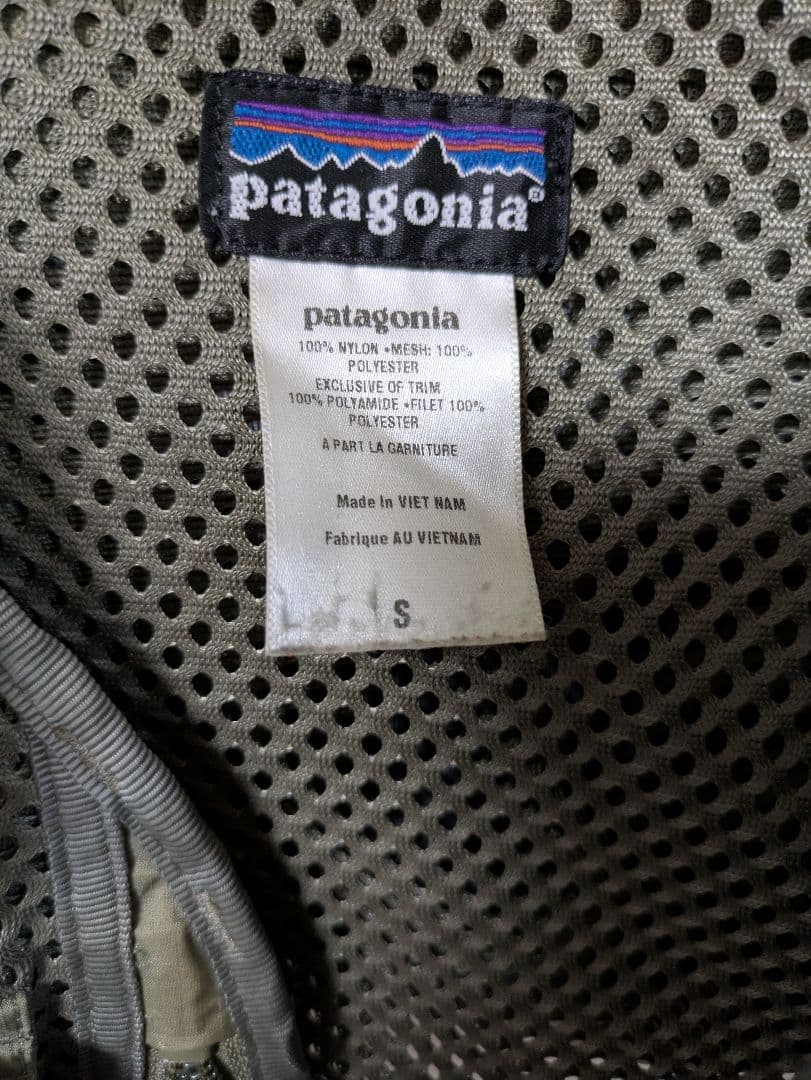 patagonia®
patagonia
100% NYLON •MESH: 100%
POLYESTER
EXCLUSIVE OF TRIM
100% POLYAMIDE •FILET 100%
POLYESTER
A PART LA GARNITURE
Made In VIET NAM
Fabrique AU VIETNAM
S